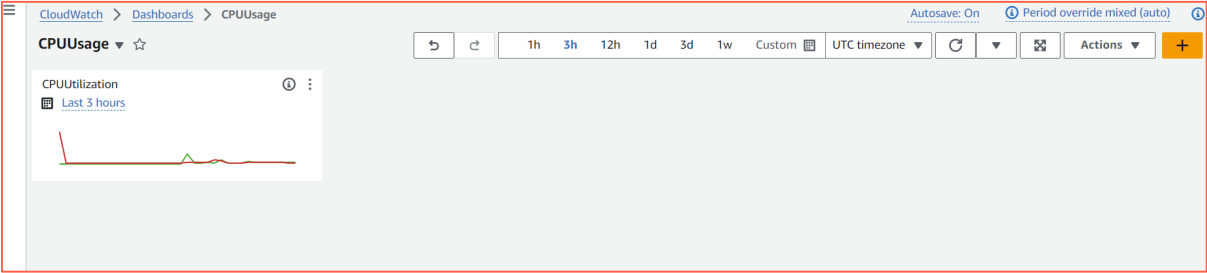 CloudWatch > Dashboards > CPUUsage
Autosave: On Period override mixed (auto)
CPUUsage 1h 3h 12h 1d 3d 1w Custom UTC timezone Actions +
CPUUtilization
Last 3 hours